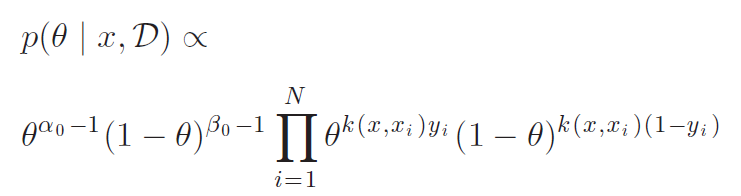 p(θ | x, 𝒟) ∝
θ^{α₀−1}(1 − θ)^{β₀−1} ∏_{i=1}^{N} θ^{k(x,x_i)y_i}(1 − θ)^{k(x,x_i)(1−y_i)}